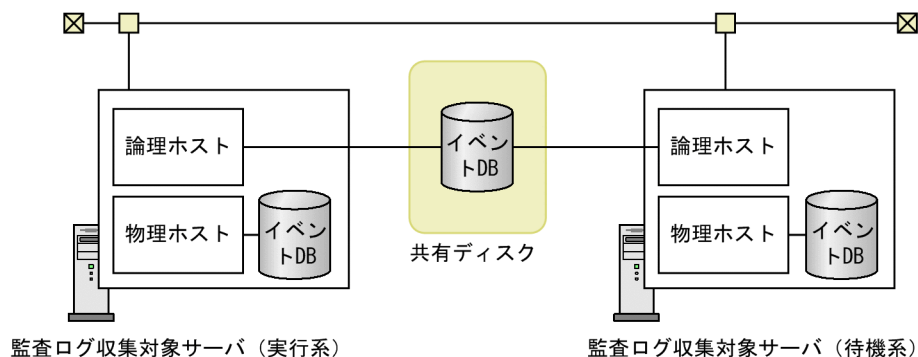 論理ホスト
イベン
トDB
論理ホスト
物理ホスト
イベン
トDB
物理ホスト
イベン
トDB
共有ディスク
監査ログ収集対象サーバ（実行系）
監査ログ収集対象サーバ（待機系）